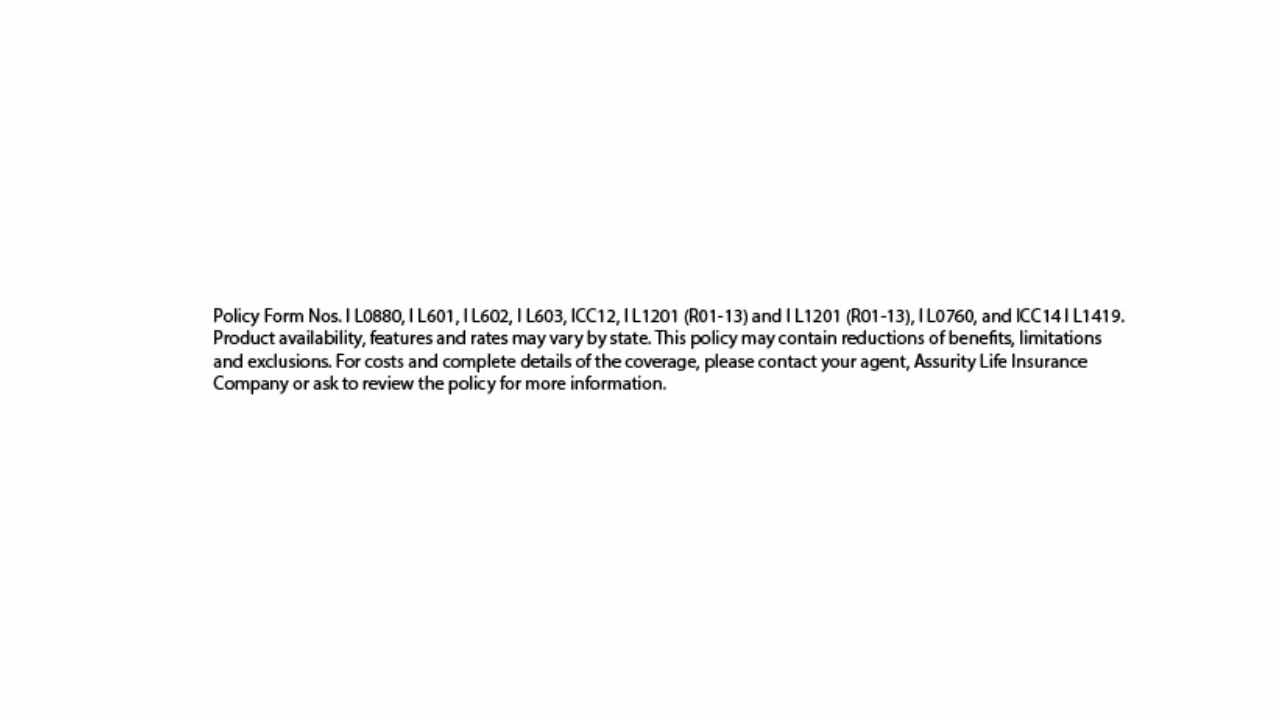 Policy Form Nos. I L0880, I L601, I L602, I L603, ICC12, I L1201 (R01-13) and I L1201 (R01-13), I L0760, and ICC14 I L1419.
Product availability, features and rates may vary by state. This policy may contain reductions of benefits, limitations
and exclusions. For costs and complete details of the coverage, please contact your agent, Assurity Life Insurance
Company or ask to review the policy for more information.